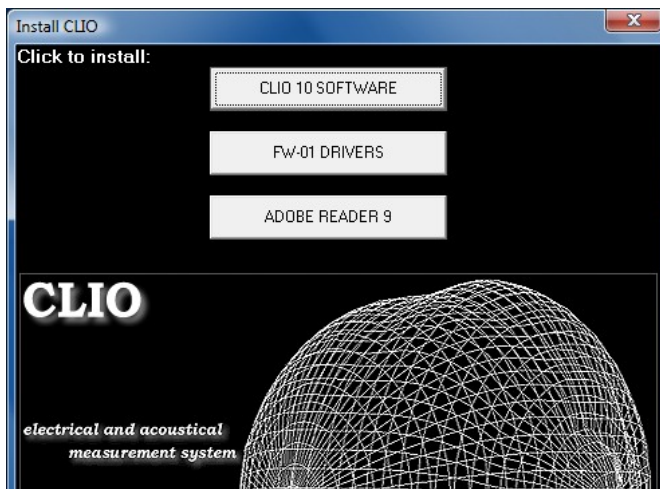 Install CLIO
Click to install:
CLIO 10 SOFTWARE
FW-01 DRIVERS
ADOBE READER 9
CLIO
electrical and acoustical
measurement system